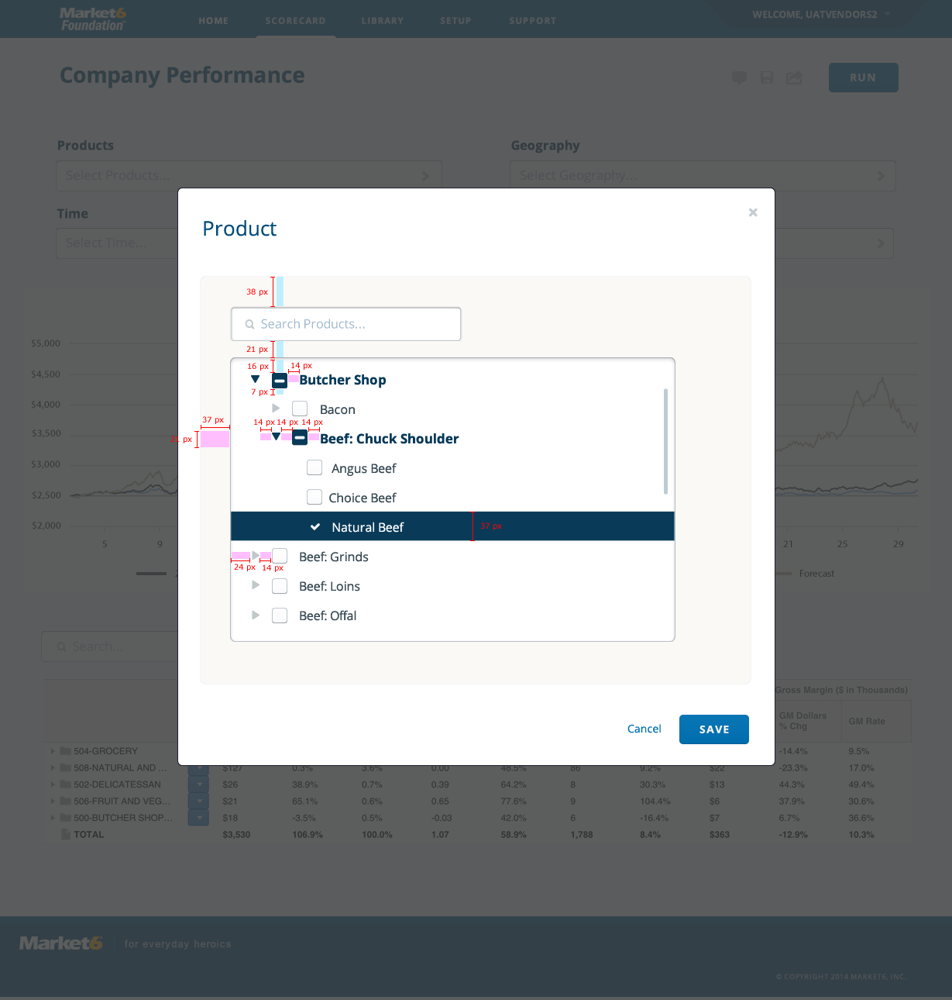 Market6
Foundation
HOME SCORECARD LIBRARY SETUP SUPPORT
WELCOME, UATVENDORS2
Company Performance
RUN
Products Geography
Select Products... Select Geography...
Time
Select Time...
Product
38 px
Search Products...
21 px
16 px 14 px
Butcher Shop
7 px
Bacon
37 px
14 px 14 px 14 px
px
Beef: Chuck Shoulder
Angus Beef
Choice Beef
Natural Beef
37 px
Beef: Grinds
24 px 14 px
Beef: Loins
Beef: Offal
Cancel SAVE
$5,000
$4,500
$4,000
$3,500
$3,000
$2,500
$2,000
5 9 21 25 29
Forecast
Search...
Gross Margin ($ in Thousands)
GM Dollars
% Chg
GM Rate
504-GROCERY -14.4% 9.5%
508-NATURAL AND ... $127 0.3% 3.6% 0.00 48.5% 86 9.2% $22 -23.3% 17.0%
502-DELICATESSAN $26 38.9% 0.7% 0.39 64.2% 8 30.3% $13 44.3% 49.4%
506-FRUIT AND VEG... $21 65.1% 0.6% 0.65 77.6% 9 104.4% $6 37.9% 30.6%
500-BUTCHER SHOP... $18 -3.5% 0.5% -0.03 42.0% 6 -16.4% $7 6.7% 36.6%
TOTAL $3,530 106.9% 100.0% 1.07 58.9% 1,788 8.4% $363 -12.9% 10.3%
Market6 for everyday heroics
© COPYRIGHT 2014 MARKET6, INC.